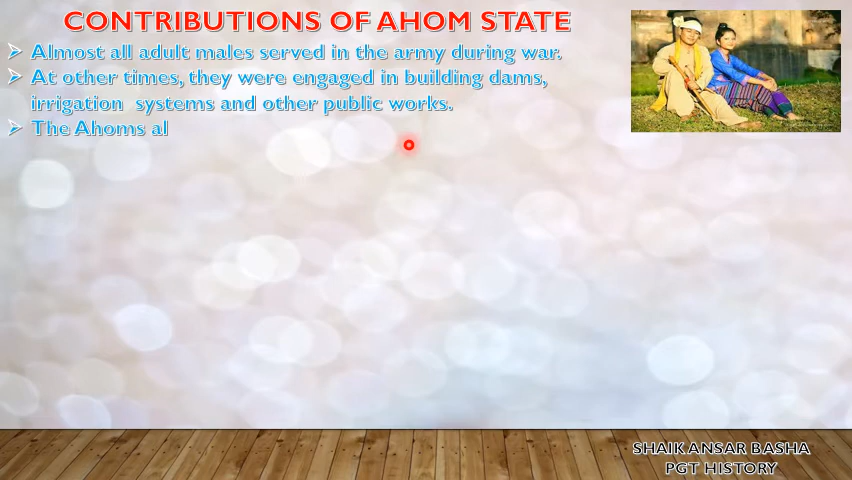 CONTRIBUTIONS OF AHOM STATE
Almost all adult males served in the army during war.
At other times, they were engaged in building dams,
irrigation systems and other public works.
The Ahoms al
SHAIK ANSAR BASHA
PGT HISTORY